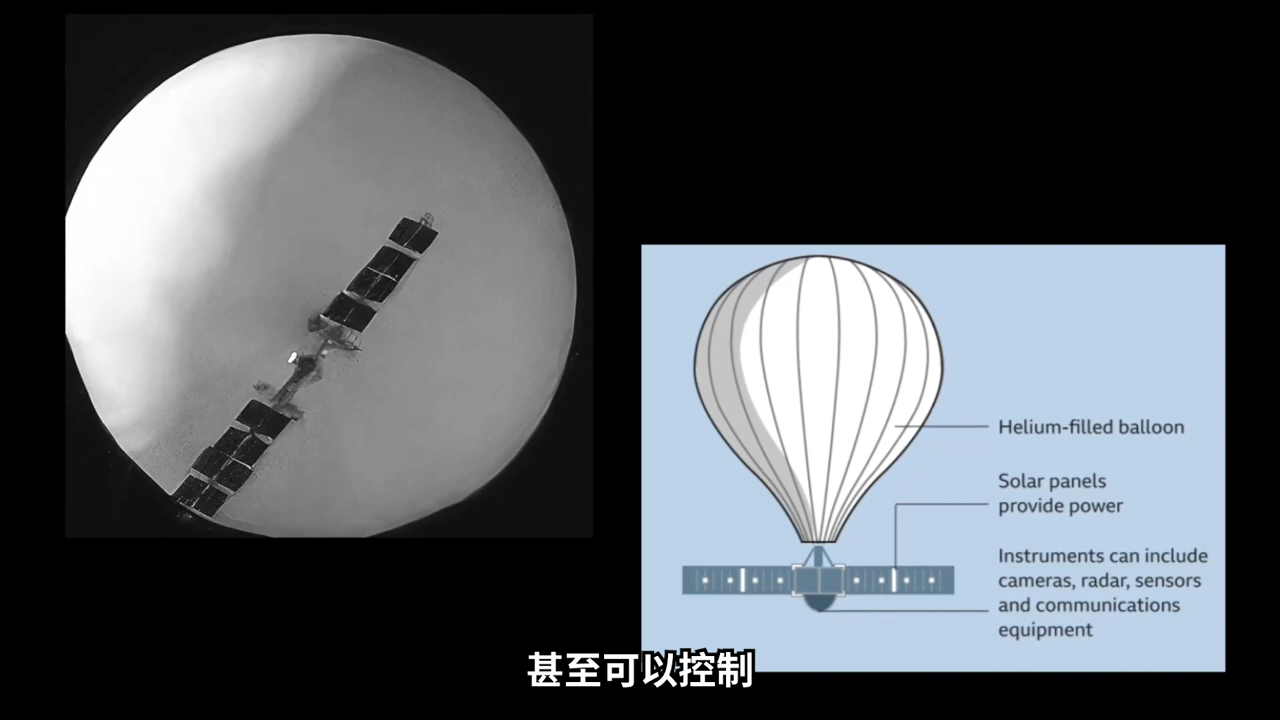 Helium-filled balloon
Solar panels
provide power
Instruments can include
cameras, radar, sensors
and communications
equipment
甚至可以控制